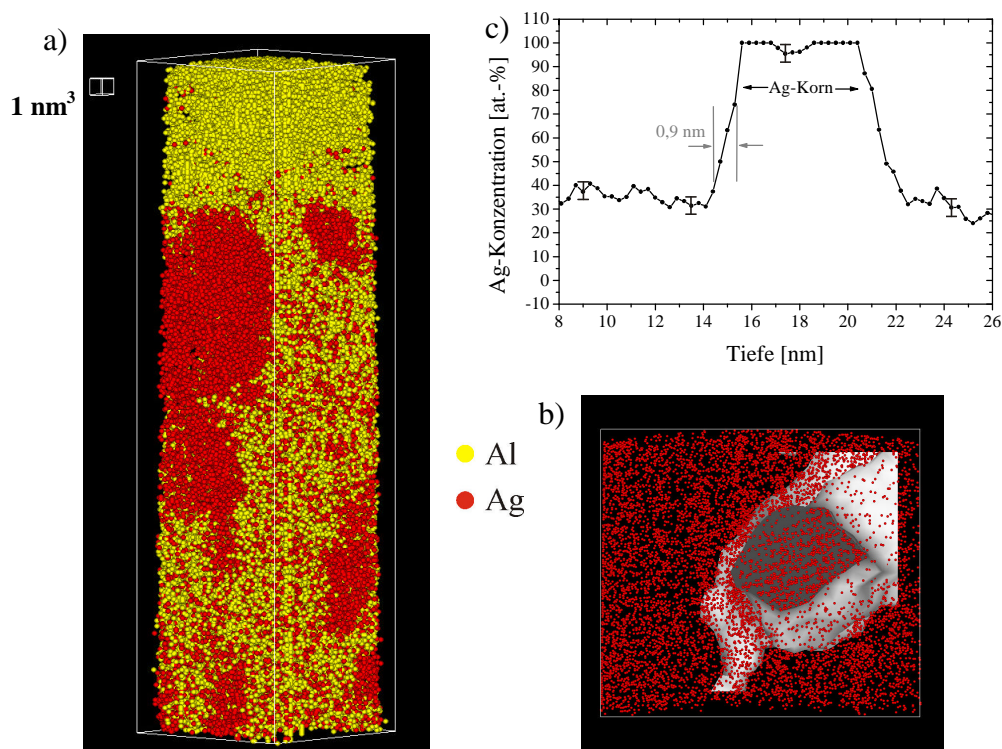 a)
1 nm³
Al
Ag
c)
Ag-Konzentration [at.-%]
110
100
90
80
70
60
50
40
30
20
10
0
-10
0,9 nm
Ag-Korn
8 10 12 14 16 18 20 22 24 26
Tiefe [nm]
b)